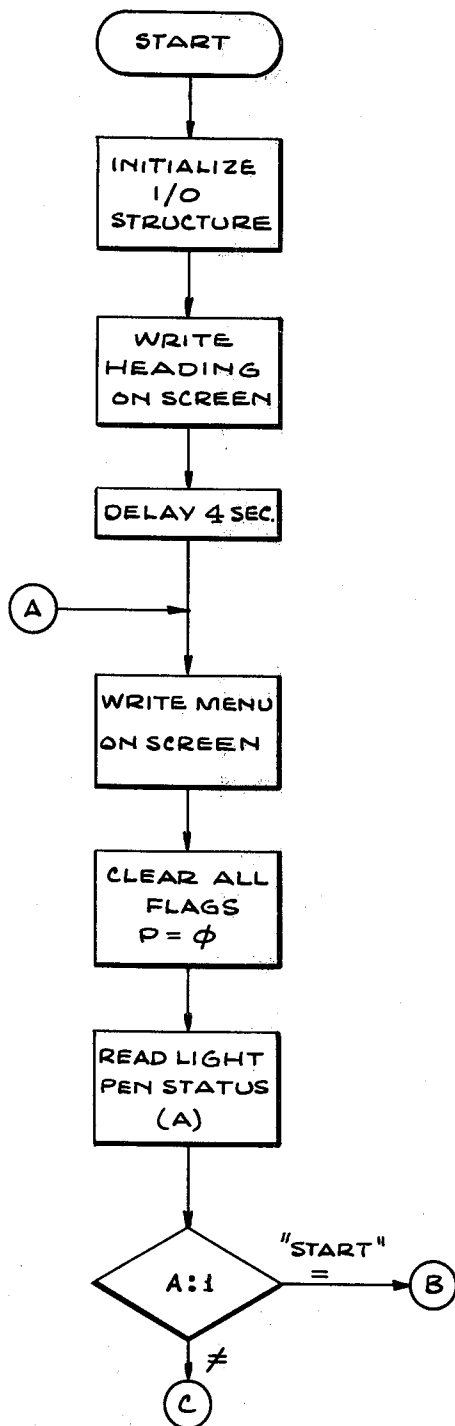 START
INITIALIZE
I/O
STRUCTURE
WRITE
HEADING
ON SCREEN
DELAY 4 SEC.
A
WRITE MENU
ON SCREEN
CLEAR ALL
FLAGS
P = ϕ
READ LIGHT
PEN STATUS
(A)
A:1
"START"
=
B
≠
C